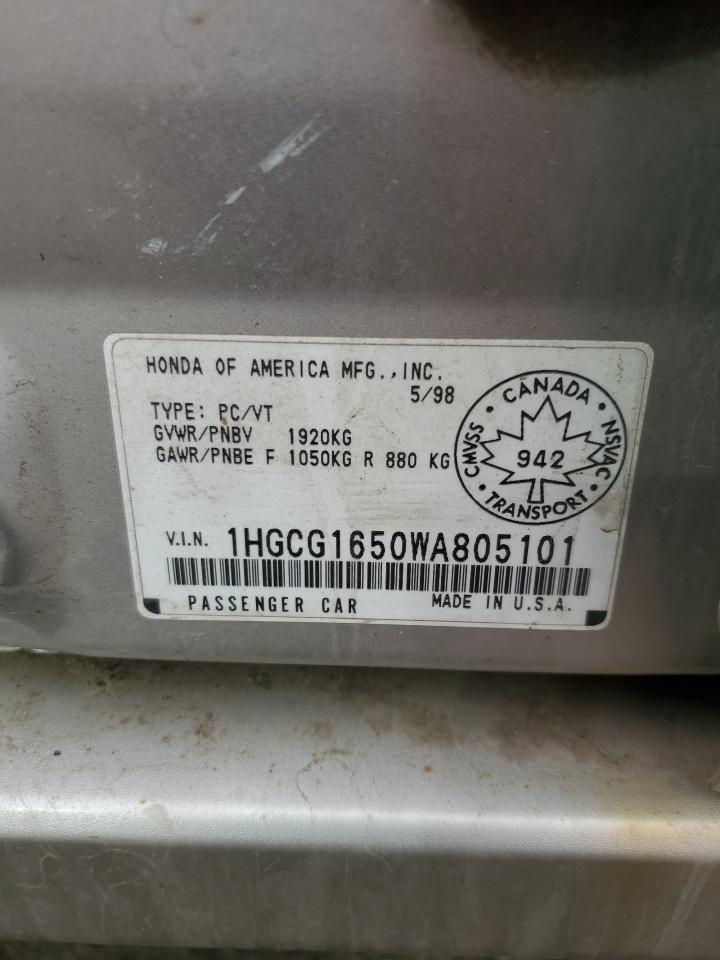 HONDA OF AMERICA MFG.,INC.
5/98
TYPE: PC/VT
GVWR/PNBV 1920KG
GAWR/PNBE F 1050KG R 880 KG
CANADA
CMVSS
942
NSVAC
TRANSPORT
V.I.N. 1HGCG1650WA805101
PASSENGER CAR MADE IN U.S.A.